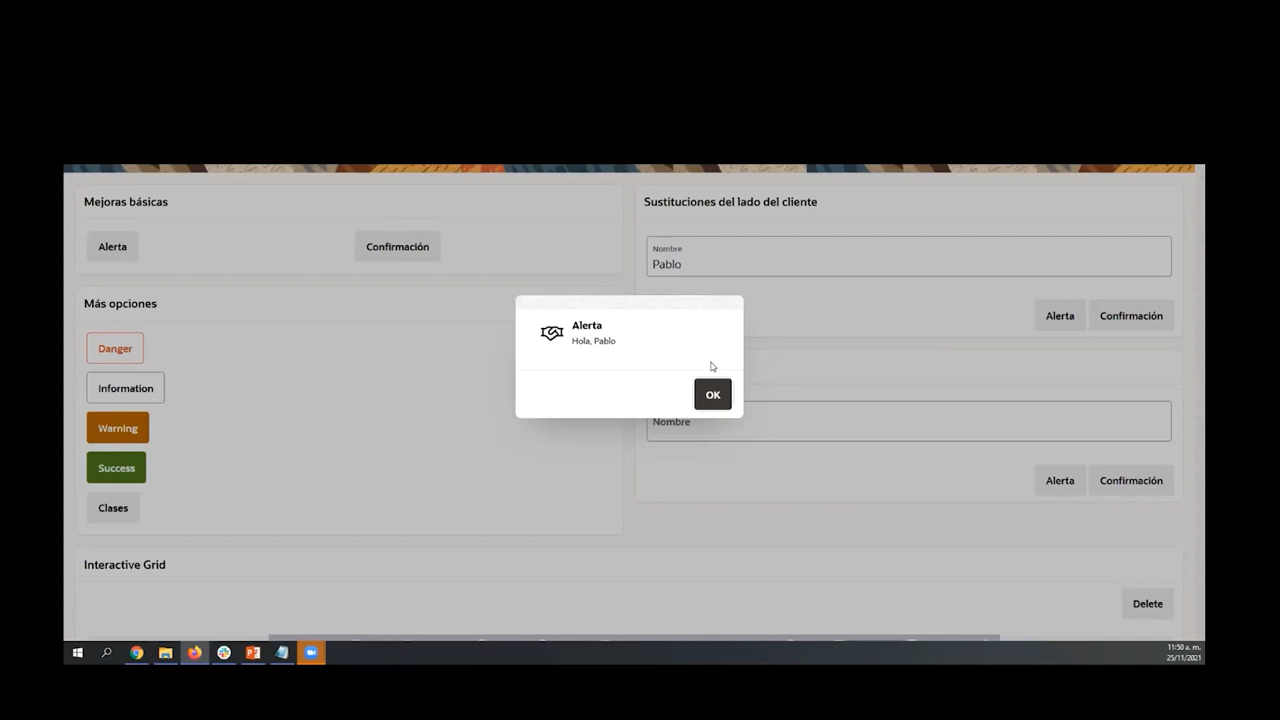 Mejoras básicas
Alerta
Confirmación
Más opciones
Danger
Information
Warning
Success
Clases
Sustituciones del lado del cliente
Nombre
Pablo
Alerta
Confirmación
Alerta
Hola, Pablo
OK
Nombre
Alerta
Confirmación
Interactive Grid
Delete
11:50 a. m.
25/11/2021